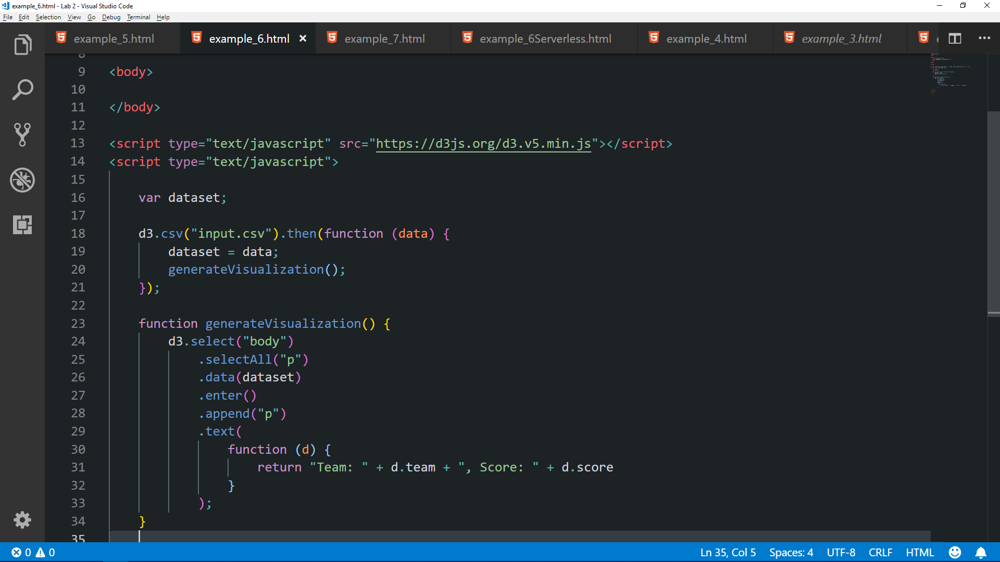 example_6.html - Lab 2 - Visual Studio Code
File Edit Selection View Go Debug Terminal Help
example_5.html example_6.html × example_7.html example_6Serverless.html example_4.html example_3.html
8
9 <body>
10
11 </body>
12
13 <script type="text/javascript" src="https://d3js.org/d3.v5.min.js"></script>
14 <script type="text/javascript">
15
16 var dataset;
17
18 d3.csv("input.csv").then(function (data) {
19 dataset = data;
20 generateVisualization();
21 });
22
23 function generateVisualization() {
24 d3.select("body")
25 .selectAll("p")
26 .data(dataset)
27 .enter()
28 .append("p")
29 .text(
30 function (d) {
31 return "Team: " + d.team + ", Score: " + d.score
32 }
33 );
34 }
35
0 0 Ln 35, Col 5 Spaces: 4 UTF-8 CRLF HTML